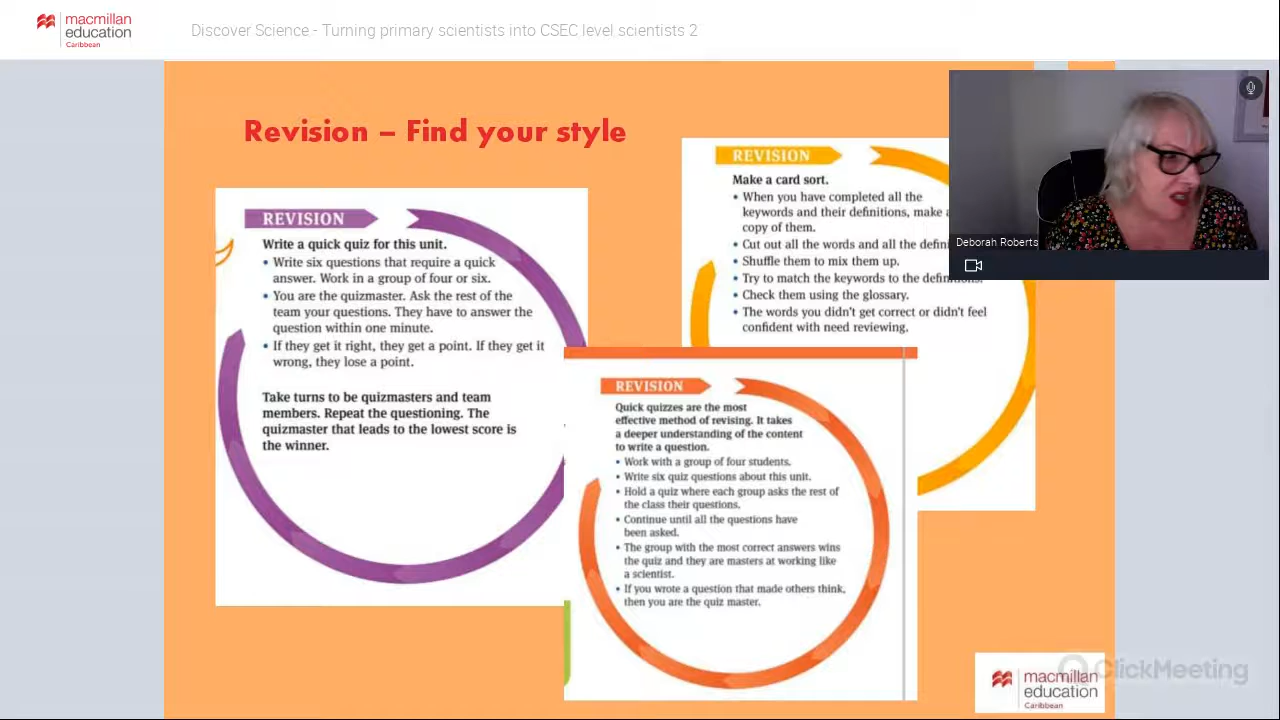 macmillan
education
Caribbean
Discover Science - Turning primary scientists into CSEC level scientists 2
Revision – Find your style
REVISION
Write a quick quiz for this unit.
• Write six questions that require a quick
answer. Work in a group of four or six.
• You are the quizmaster. Ask the rest of the
team your questions. They have to answer the
question within one minute.
• If they get it right, they get a point. If they get it
wrong, they lose a point.
Take turns to be quizmasters and team
members. Repeat the questioning. The
quizmaster that leads to the lowest score is
the winner.
REVISION
Make a card sort.
• When you have completed all the
keywords and their definitions, make
copy of them.
• Cut out all the words and all the
• Shuffle them to mix them up.
• Try to match the keywords to the
• Check them using the glossary.
• The words you didn't get correct or didn't feel
confident with need reviewing.
REVISION
Quick quizzes are the most
effective method of revising. It takes
a deeper understanding of the content
to write a question.
• Work with a group of four students.
• Write six quiz questions about this unit.
• Hold a quiz where each group asks the rest of
the class their questions.
• Continue until all the questions have
been asked.
• The group with the most correct answers wins
the quiz and they are masters at working like
a scientist.
• If you wrote a question that made others think,
then you are the quiz master.
Deborah Roberts
macmillan
education
Caribbean
ClickMeeting